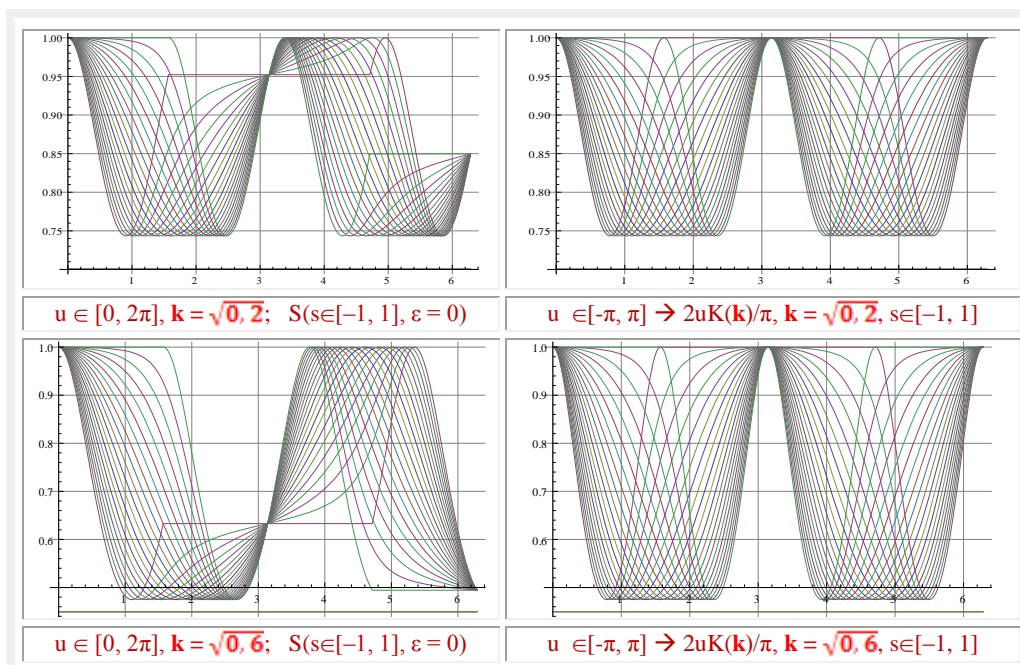 1.00
0.95
0.90
0.85
0.80
0.75
1 2 3 4 5 6
1.00
0.95
0.90
0.85
0.80
0.75
1 2 3 4 5 6
u ∈ [0, 2π], k = √0, 2; S(s∈[-1, 1], ε = 0)
u ∈[-π, π] → 2uK(k)/π, k = √0, 2, s∈[-1, 1]
1.0
0.9
0.8
0.7
0.6
1 2 3 4 5 6
1.0
0.9
0.8
0.7
0.6
1 2 3 4 5 6
u ∈ [0, 2π], k = √0, 6; S(s∈[-1, 1], ε = 0)
u ∈[-π, π] → 2uK(k)/π, k = √0, 6, s∈[-1, 1]